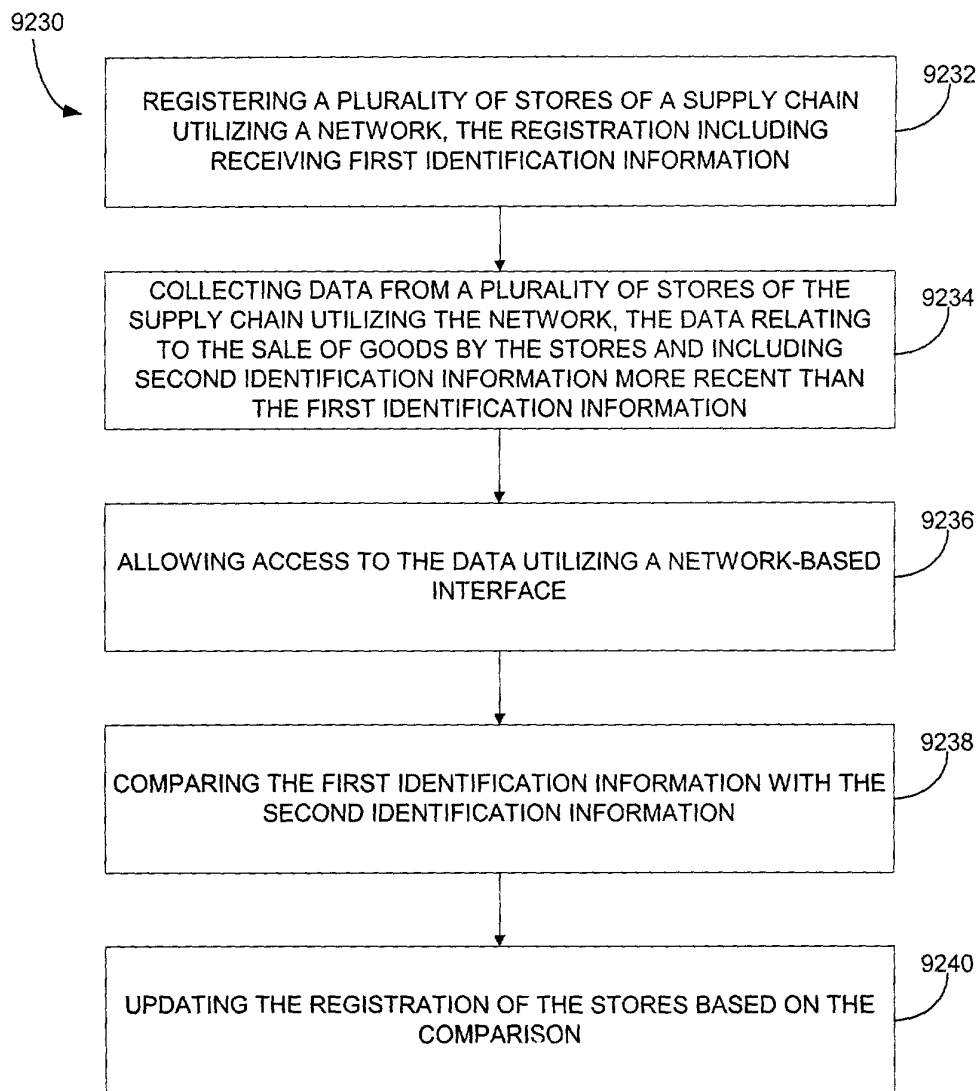 9230
9232
REGISTERING A PLURALITY OF STORES OF A SUPPLY CHAIN
UTILIZING A NETWORK, THE REGISTRATION INCLUDING
RECEIVING FIRST IDENTIFICATION INFORMATION
9234
COLLECTING DATA FROM A PLURALITY OF STORES OF THE
SUPPLY CHAIN UTILIZING THE NETWORK, THE DATA RELATING
TO THE SALE OF GOODS BY THE STORES AND INCLUDING
SECOND IDENTIFICATION INFORMATION MORE RECENT THAN
THE FIRST IDENTIFICATION INFORMATION
9236
ALLOWING ACCESS TO THE DATA UTILIZING A NETWORK-BASED
INTERFACE
9238
COMPARING THE FIRST IDENTIFICATION INFORMATION WITH THE
SECOND IDENTIFICATION INFORMATION
9240
UPDATING THE REGISTRATION OF THE STORES BASED ON THE
COMPARISON